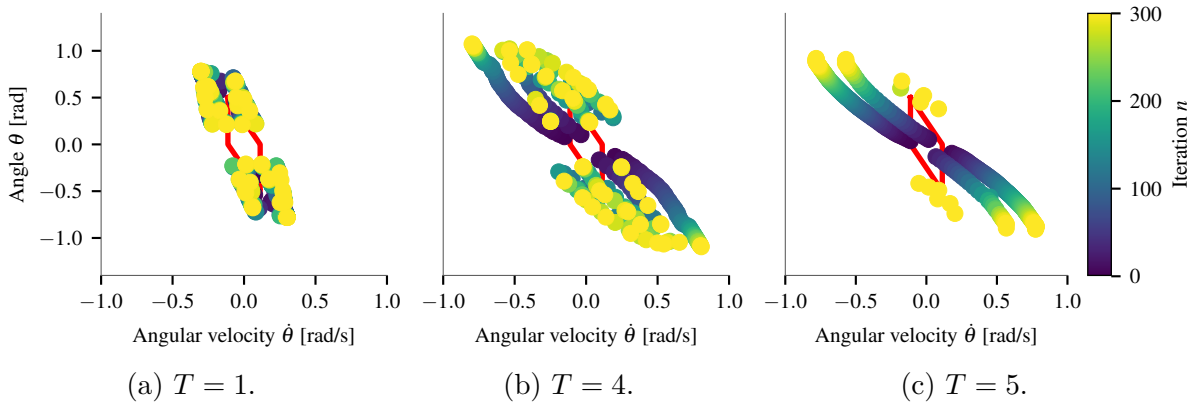 1.0
0.5
0.0
−0.5
−1.0
Angle θ [rad]
−1.0 −0.5 0.0 0.5 1.0
Angular velocity θ̇ [rad/s]
(a) T = 1.
−1.0 −0.5 0.0 0.5 1.0
Angular velocity θ̇ [rad/s]
(b) T = 4.
−1.0 −0.5 0.0 0.5 1.0
Angular velocity θ̇ [rad/s]
(c) T = 5.
300
200
100
0
Iteration n